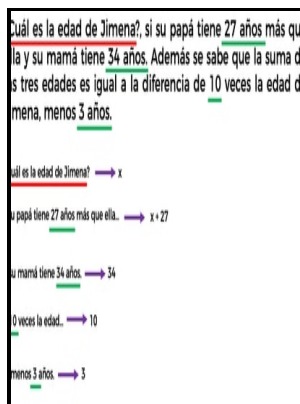 Cuál es la edad de Jimena?, si su papá tiene 27 años más qu
lla y su mamá tiene 34 años. Además se sabe que la suma d
s tres edades es igual a la diferencia de 10 veces la edad d
mena, menos 3 años.
uál es la edad de Jimena? → x
u papá tiene 27 años más que ella... → x + 27
u mamá tiene 34 años. → 34
0 veces la edad... → 10
menos 3 años. → 3